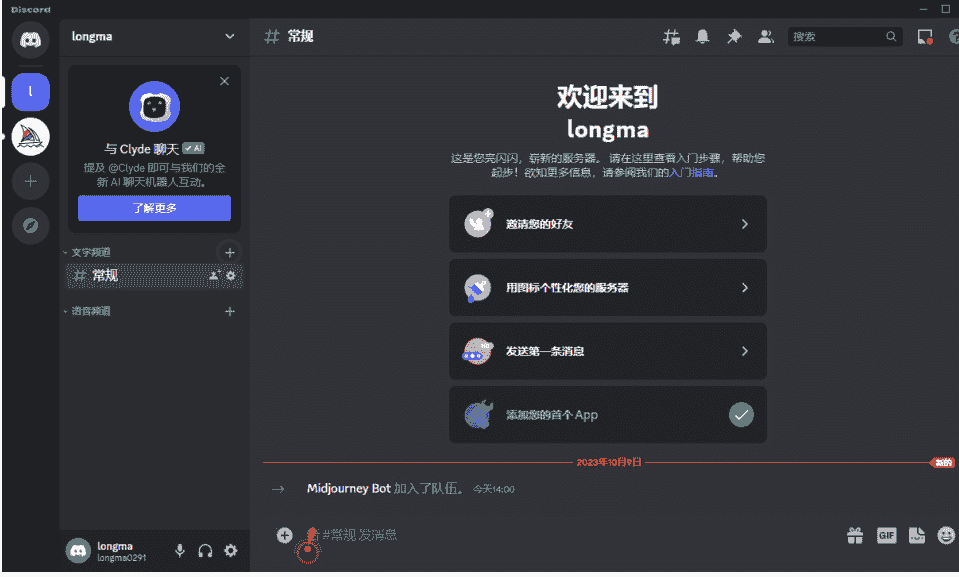 Discord
longma
常规
搜索
欢迎来到
longma
这是您亮闪闪，崭新的服务器。请在这里查看入门步骤，帮助您
起步！欲知更多信息，请参阅我们的入门指南。
与 Clyde 聊天 AI
提及 @Clyde 即可与我们的全
新 AI 聊天机器人互动。
了解更多
文字频道
常规
语音频道
邀请您的好友
用图标个性化您的服务器
发送第一条消息
添加您的首个 App
2023年10月9日
新的
Midjourney Bot 加入了队伍。 今天14:00
#常规 发消息
GIF
longma
longma0291